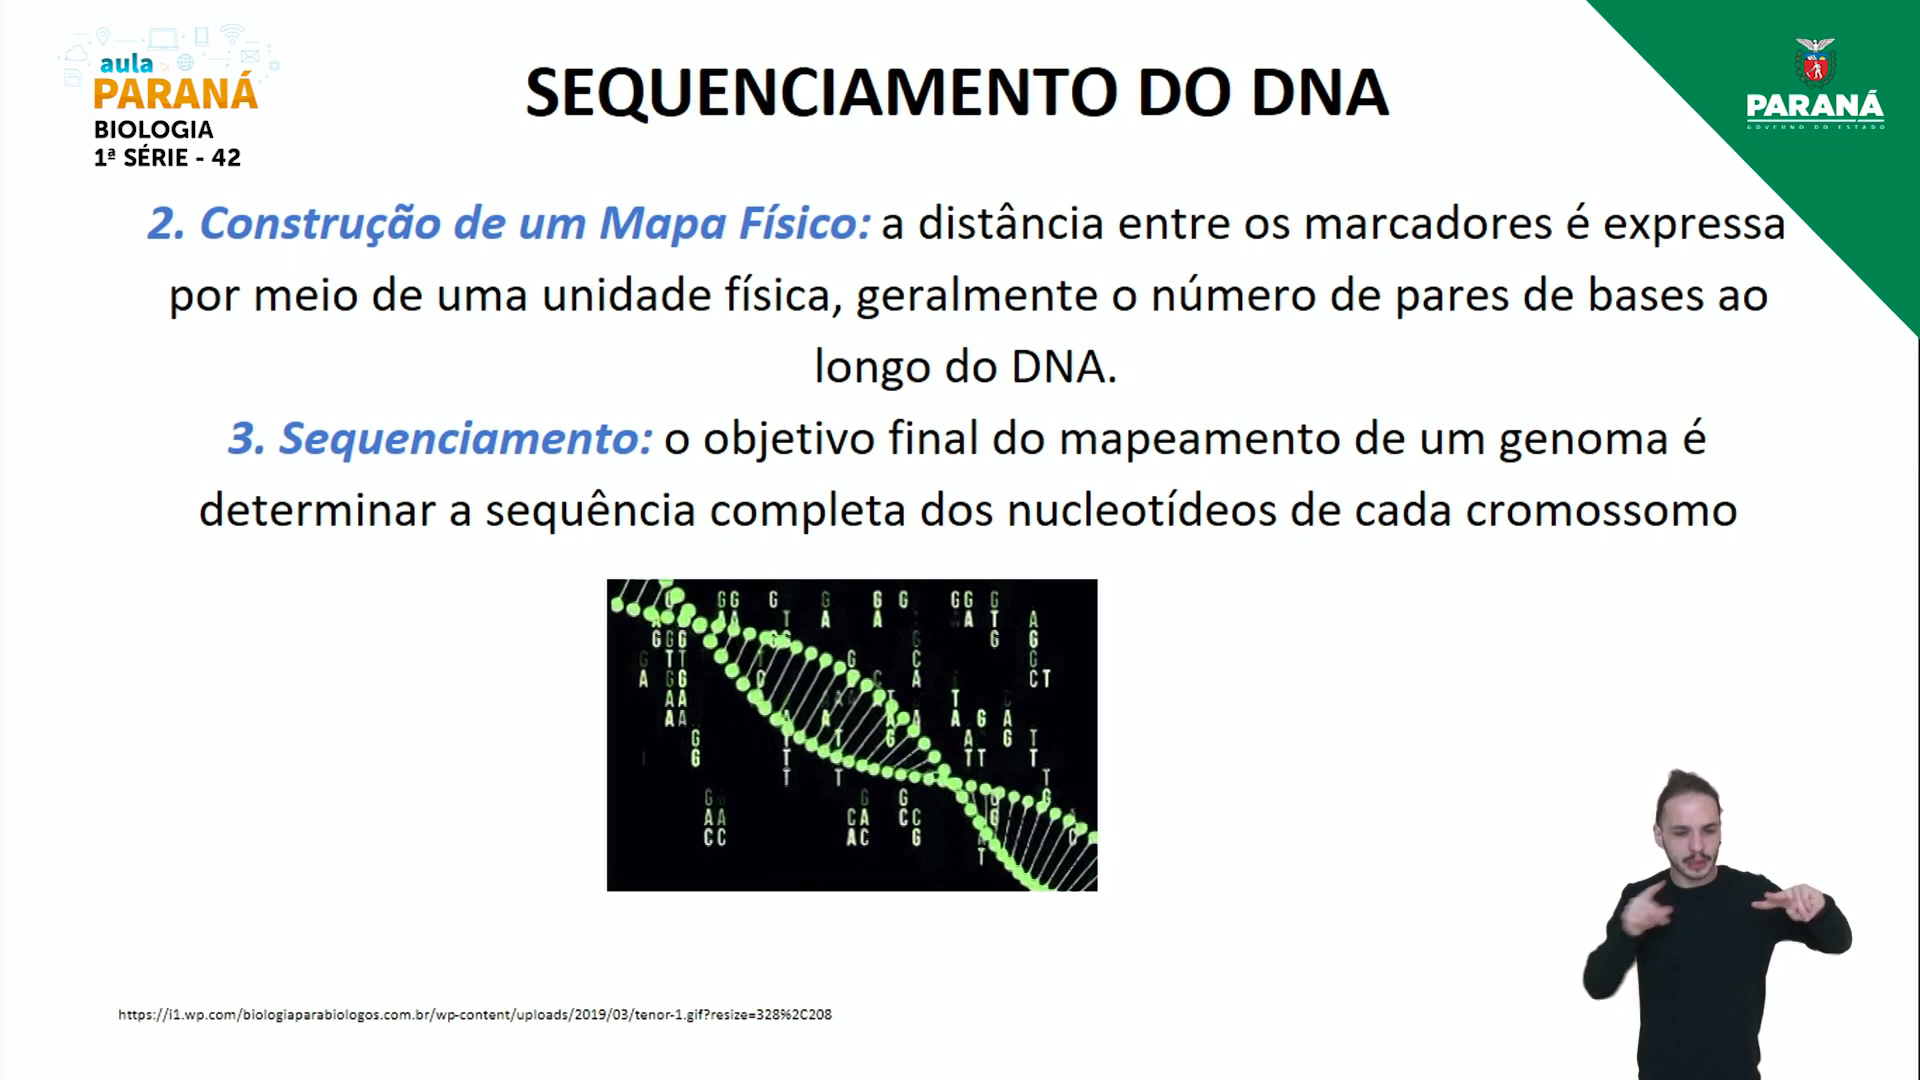 aula
PARANÁ
BIOLOGIA
1ª SÉRIE - 42
SEQUENCIAMENTO DO DNA
PARANÁ
GOVERNO DO ESTADO
2. Construção de um Mapa Físico: a distância entre os marcadores é expressa
por meio de uma unidade física, geralmente o número de pares de bases ao
longo do DNA.
3. Sequenciamento: o objetivo final do mapeamento de um genoma é
determinar a sequência completa dos nucleotídeos de cada cromossomo
https://i1.wp.com/biologiaparabiologos.com.br/wp-content/uploads/2019/03/tenor-1.gif?resize=328%2C208